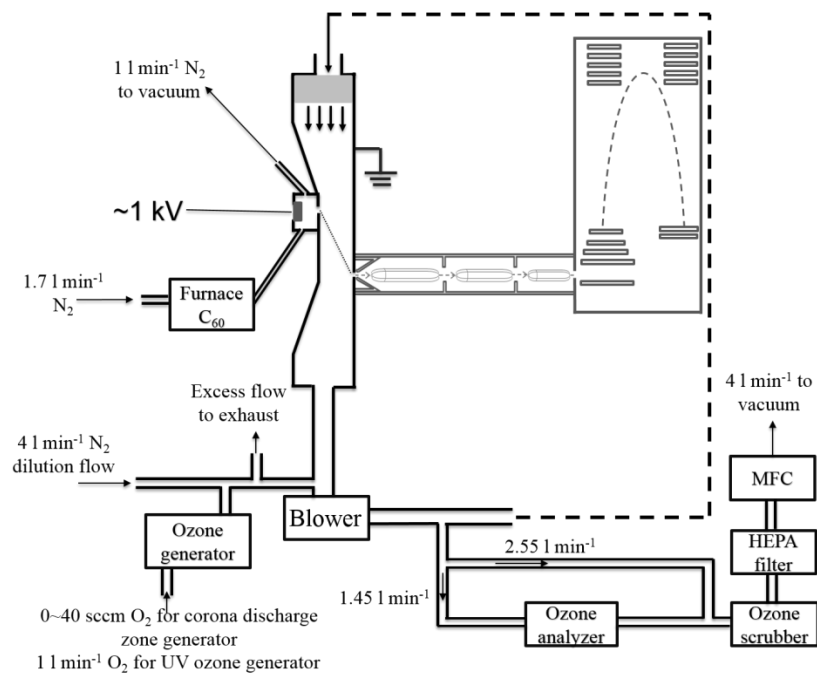 1 l min⁻¹ N₂
to vacuum
~1 kV
1.7 l min⁻¹
N₂
Furnace
C₆₀
Excess flow
to exhaust
4 l min⁻¹ N₂
dilution flow
Ozone
generator
0~40 sccm O₂ for corona discharge
zone generator
1 l min⁻¹ O₂ for UV ozone generator
Blower
2.55 l min⁻¹
1.45 l min⁻¹
Ozone
analyzer
4 l min⁻¹ to
vacuum
MFC
HEPA
filter
Ozone
scrubber